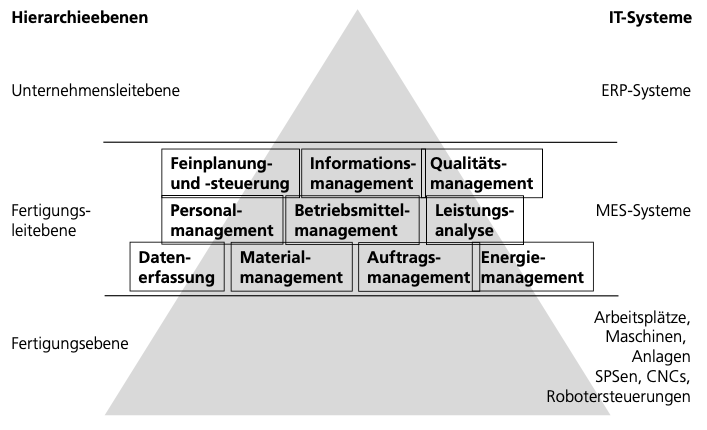 Hierarchieebenen
IT-Systeme
Unternehmensleitebene
ERP-Systeme
Feinplanung-
und -steuerung
Informations-
management
Qualitäts-
management
Fertigungs-
leitebene
Personal-
management
Betriebsmittel-
management
Leistungs-
analyse
MES-Systeme
Daten-
erfassung
Material-
management
Auftrags-
management
Energie-
management
Fertigungsebene
Arbeitsplätze,
Maschinen,
Anlagen
SPSen, CNCs,
Robotersteuerungen